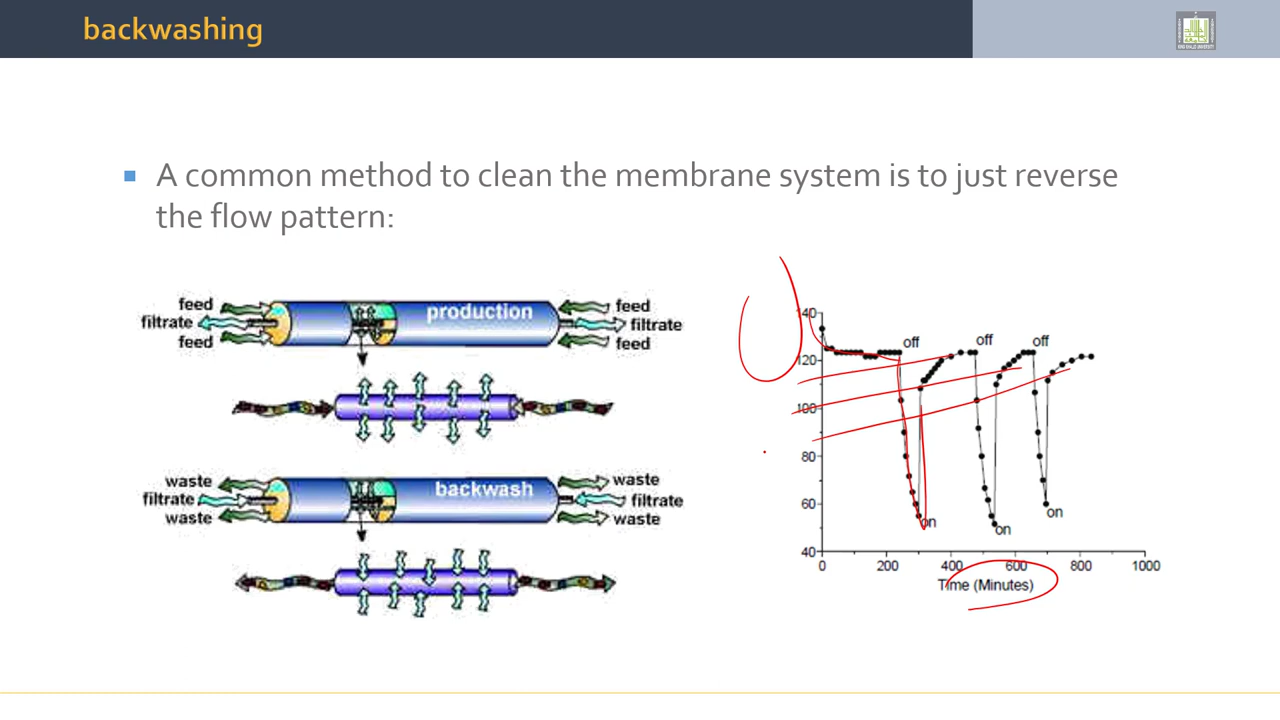 backwashing
A common method to clean the membrane system is to just reverse
the flow pattern:
feed
filtrate
feed
production
feed
filtrate
feed
waste
filtrate
waste
backwash
waste
filtrate
waste
140
120
100
80
60
40
off
off
off
on
on
on
0
200
400
600
800
1000
Time (Minutes)